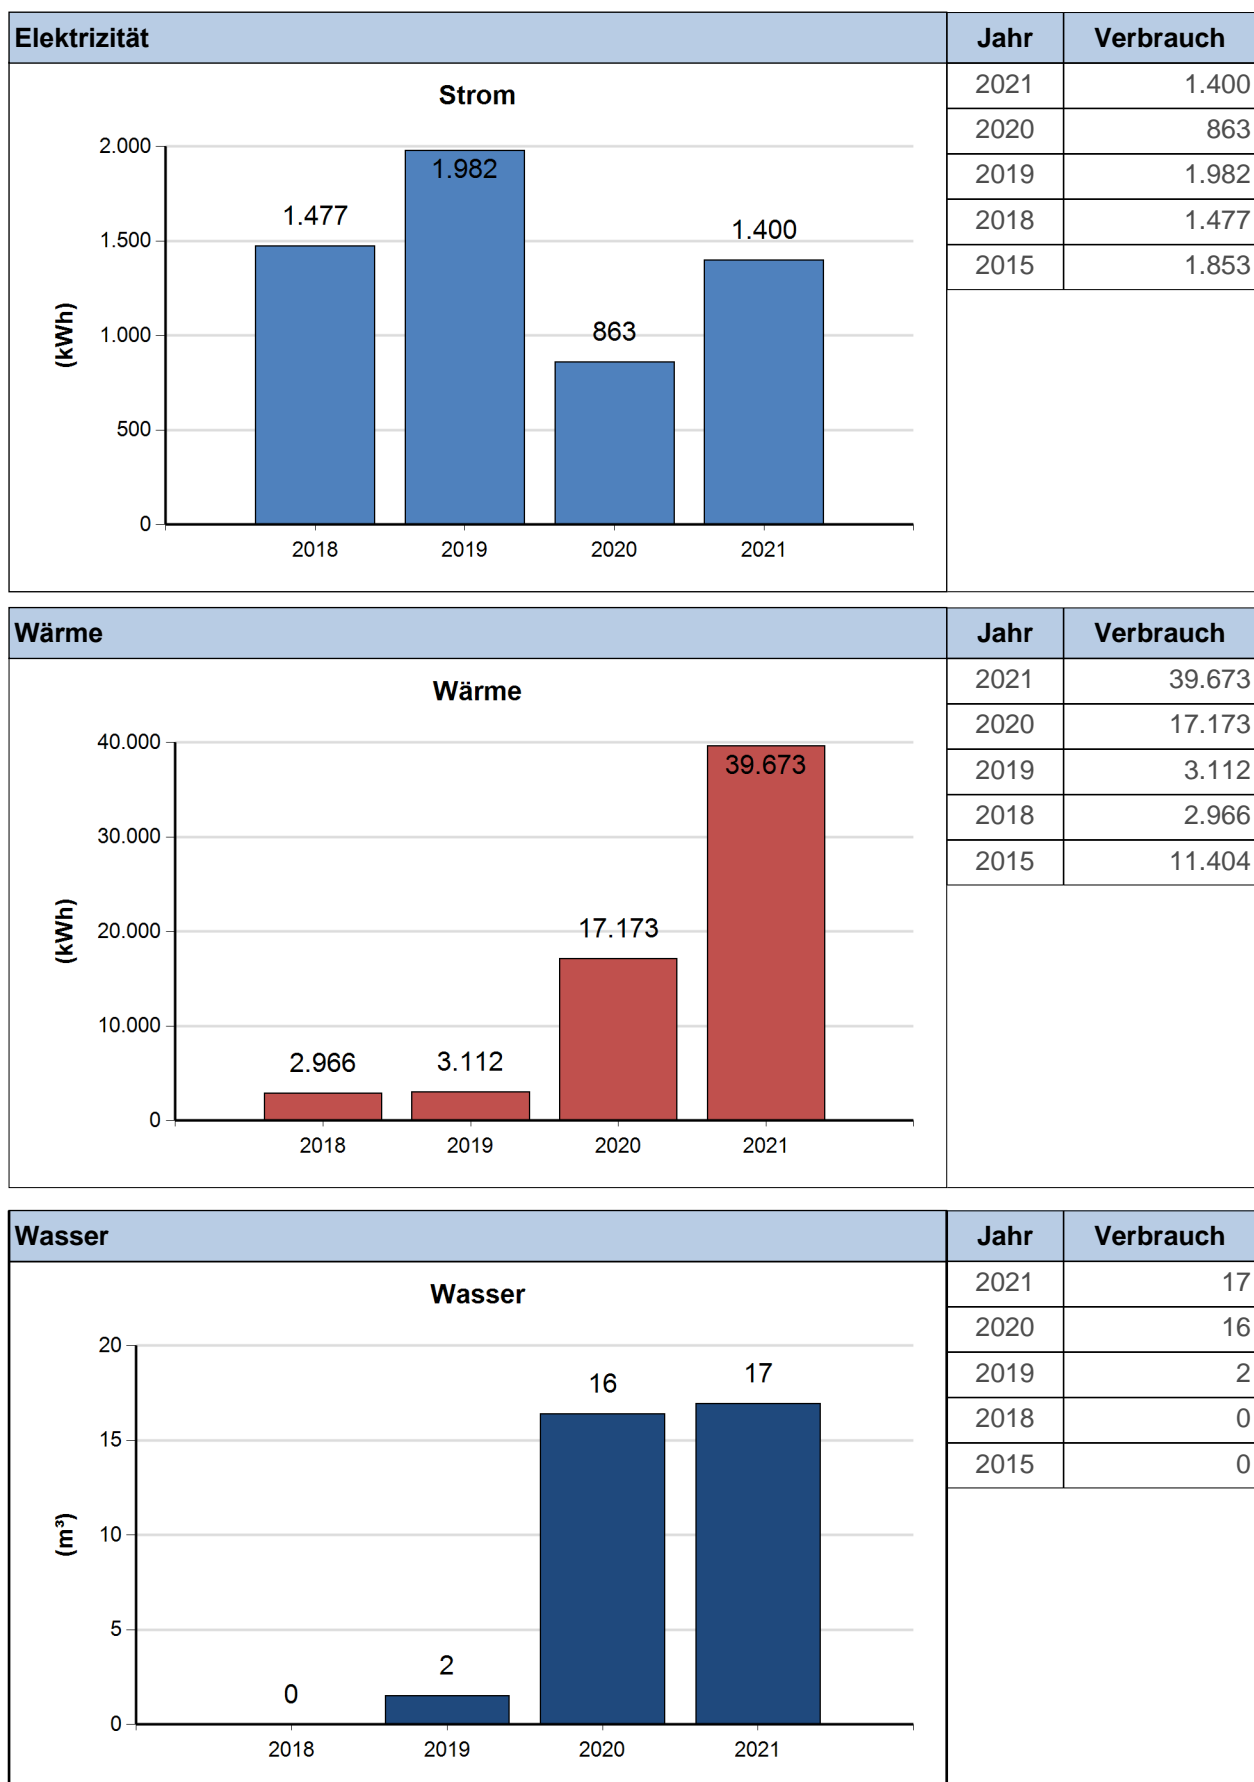 Elektrizität
Jahr Verbrauch
2021 1.400
2020 863
2019 1.982
2018 1.477
2015 1.853
Strom
2.000
1.500
1.000
500
0
(kWh)
1.477
1.982
863
1.400
2018 2019 2020 2021
Wärme
Jahr Verbrauch
2021 39.673
2020 17.173
2019 3.112
2018 2.966
2015 11.404
Wärme
40.000
30.000
20.000
10.000
0
(kWh)
2.966
3.112
17.173
39.673
2018 2019 2020 2021
Wasser
Jahr Verbrauch
2021 17
2020 16
2019 2
2018 0
2015 0
Wasser
20
15
10
5
0
(m³)
0
2
16
17
2018 2019 2020 2021